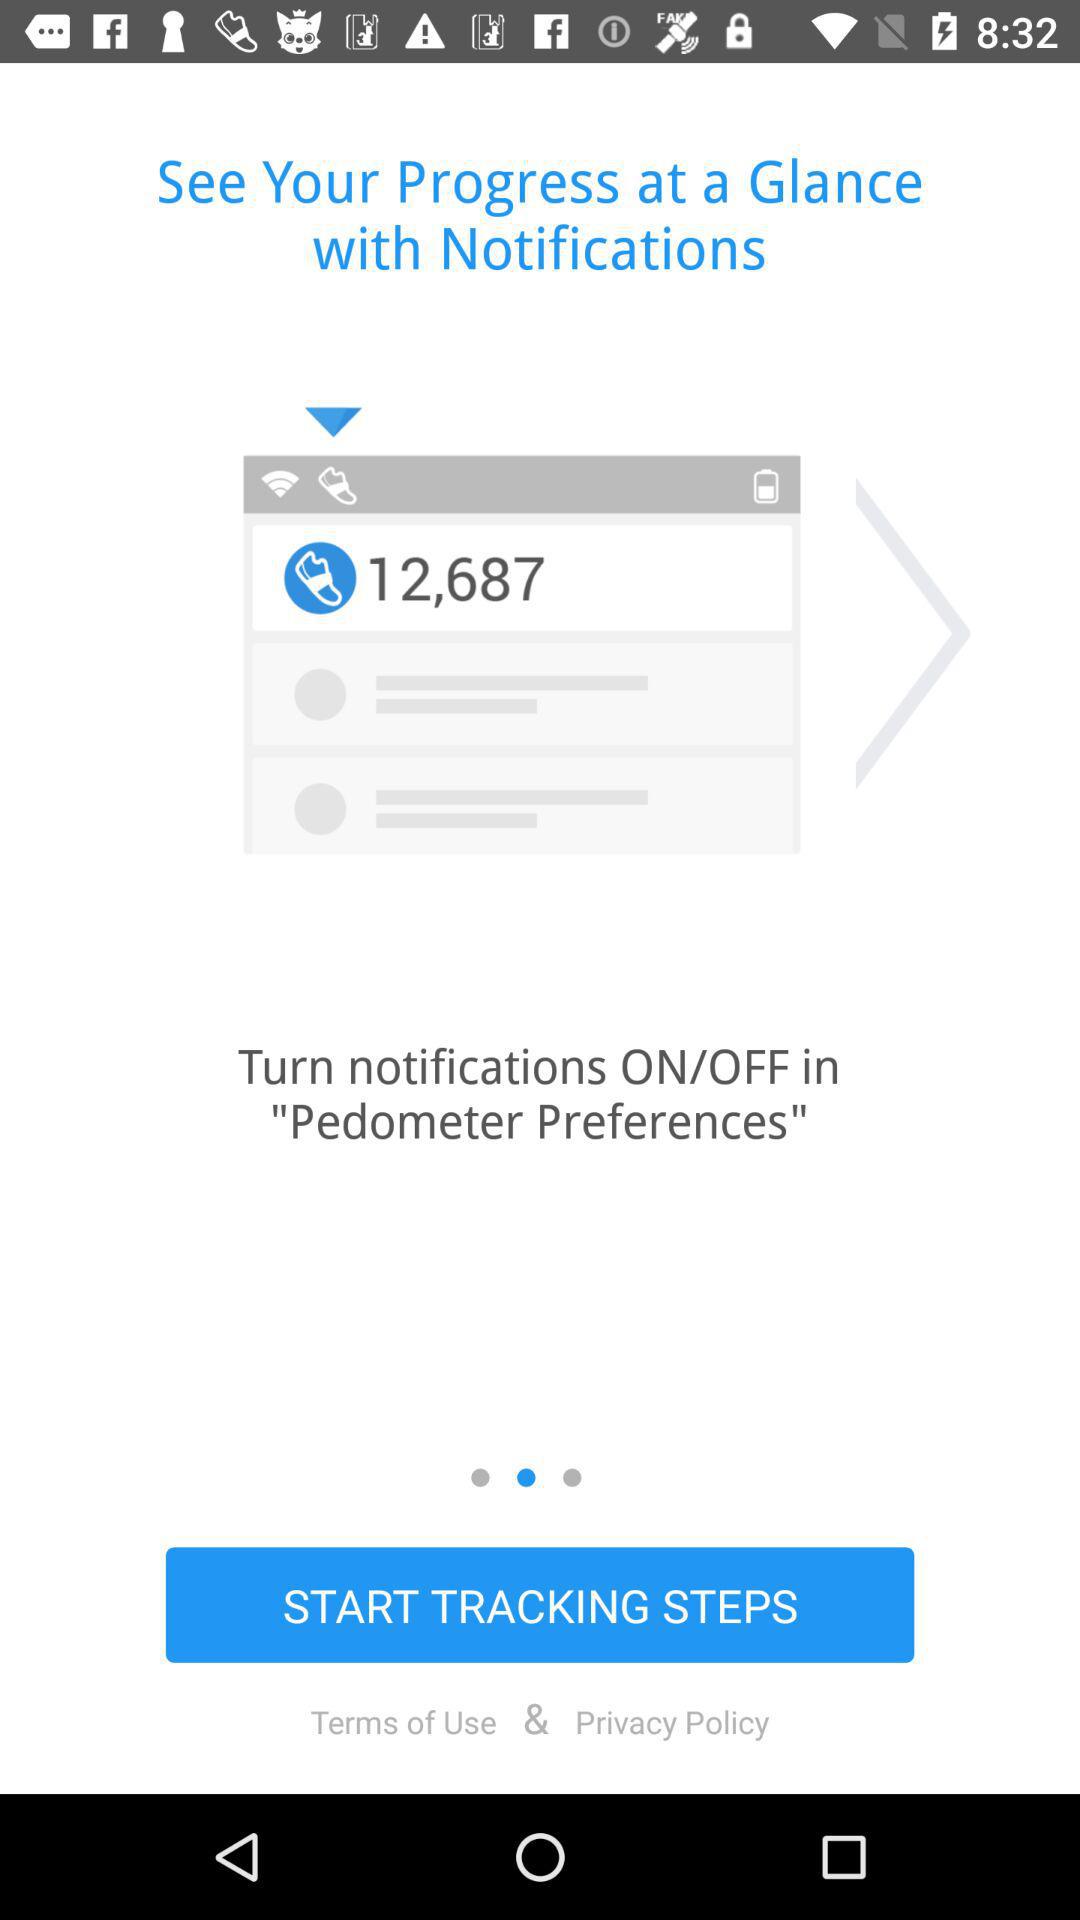 FAKE
8:32
See Your Progress at a Glance
with Notifications
12,687
Turn notifications ON/OFF in
"Pedometer Preferences"
START TRACKING STEPS
Terms of Use & Privacy Policy